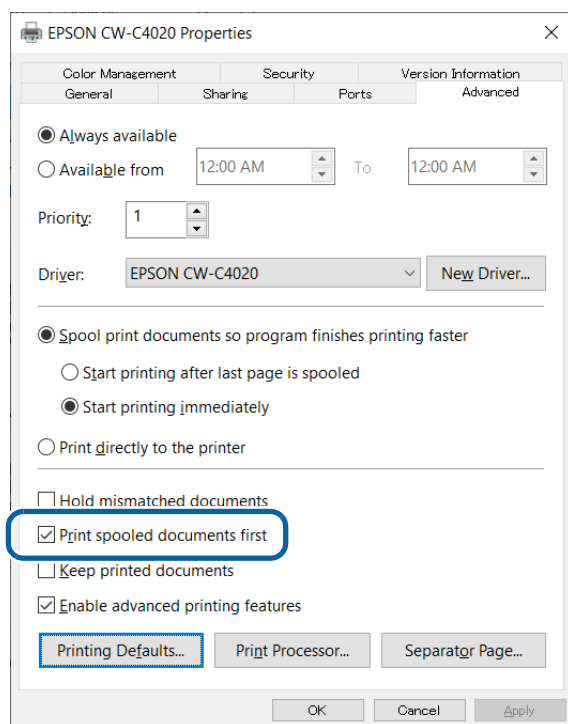 EPSON CW-C4020 Properties
Color Management Security Version Information
General Sharing Ports Advanced
Always available
Available from 12:00 AM To 12:00 AM
Priority: 1
Driver: EPSON CW-C4020 New Driver...
Spool print documents so program finishes printing faster
Start printing after last page is spooled
Start printing immediately
Print directly to the printer
Hold mismatched documents
Print spooled documents first
Keep printed documents
Enable advanced printing features
Printing Defaults... Print Processor... Separator Page...
OK Cancel Apply